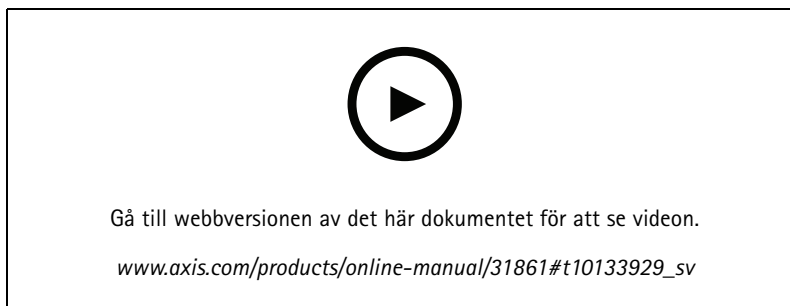 Gå till webbversionen av det här dokumentet för att se videon.
www.axis.com/products/online-manual/31861#t10133929_sv